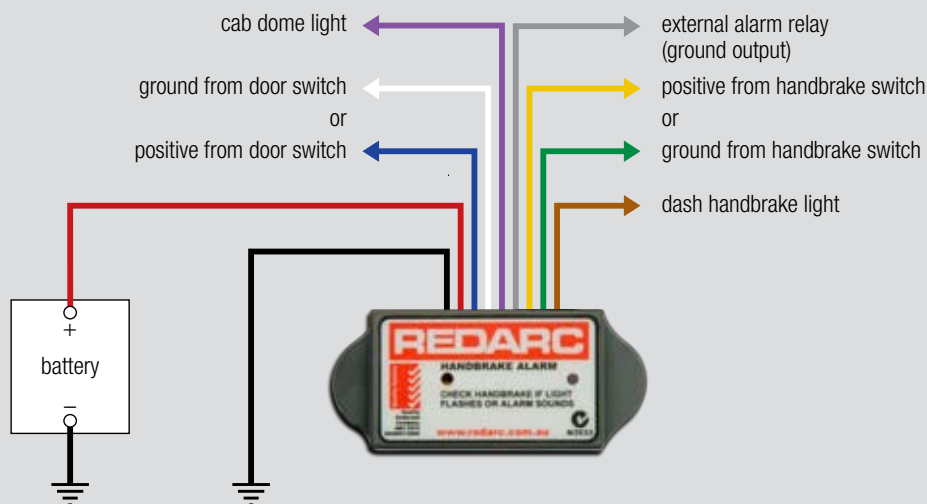 cab dome light
external alarm relay
(ground output)
ground from door switch
positive from handbrake switch
or
or
positive from door switch
ground from handbrake switch
dash handbrake light
+
battery
–
REDARC
HANDBRAKE ALARM
CHECK HANDBRAKE IF LIGHT
FLASHES OR ALARM SOUNDS
www.redarc.com.au